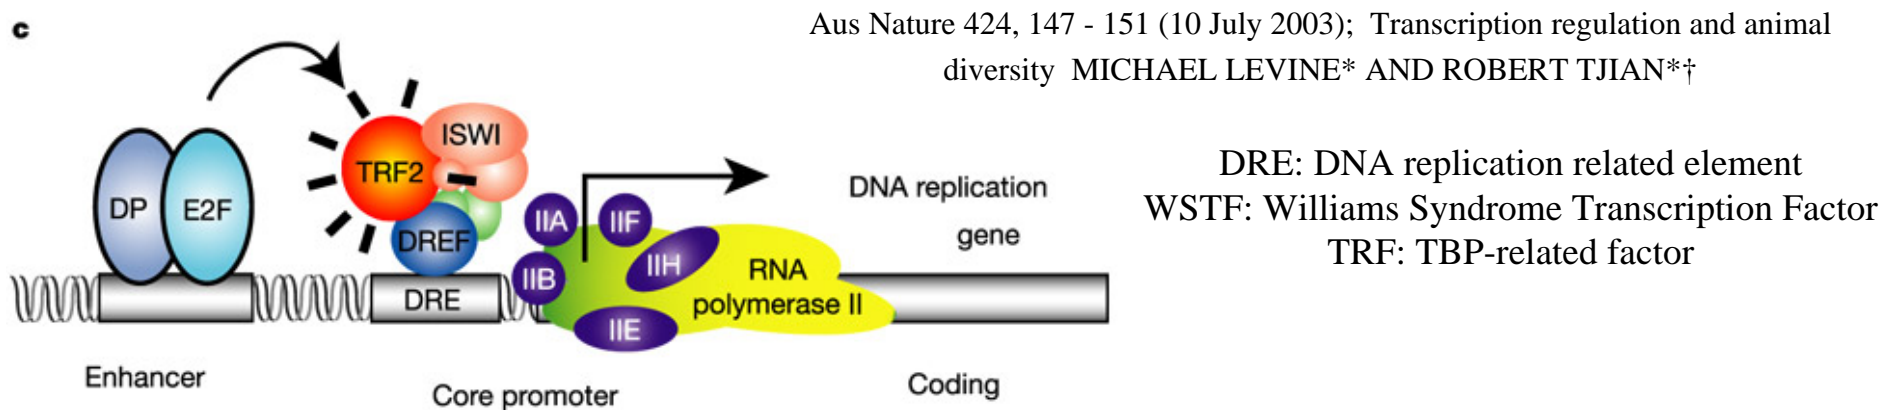 c
Aus Nature 424, 147 - 151 (10 July 2003); Transcription regulation and animal
diversity MICHAEL LEVINE* AND ROBERT TJIAN*†
DRE: DNA replication related element
WSTF: Williams Syndrome Transcription Factor
TRF: TBP-related factor
ISWI
TRF2
DP
E2F
DREF
IIA
IIF
DNA replication
gene
IIB
IIH
RNA
polymerase II
DRE
IIE
Enhancer
Core promoter
Coding